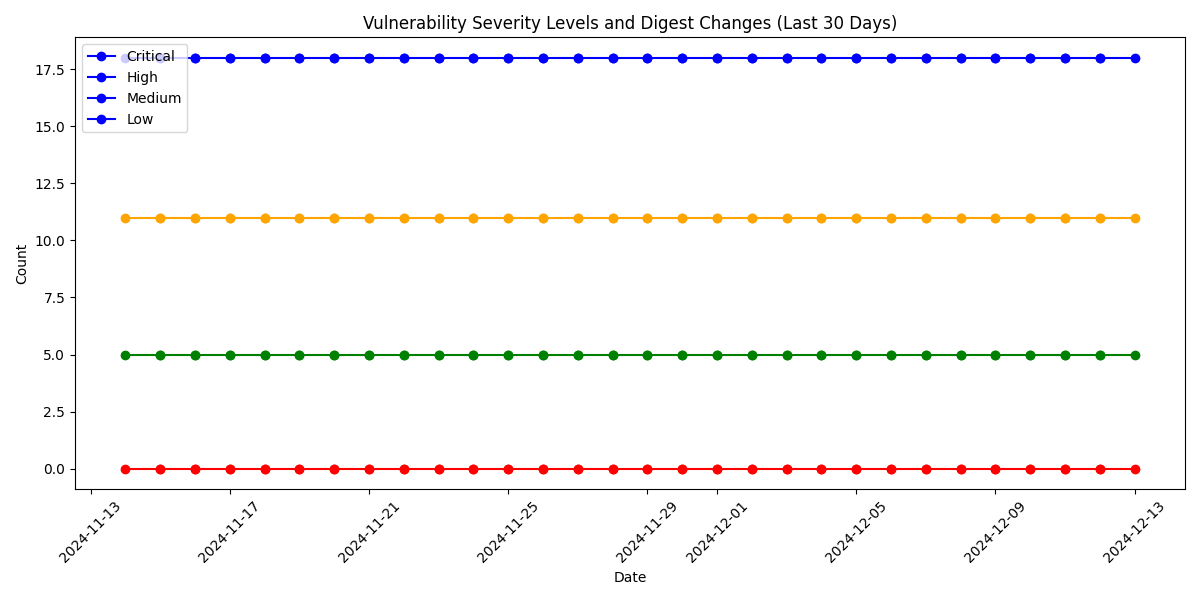 Vulnerability Severity Levels and Digest Changes (Last 30 Days)
Critical
High
Medium
Low
17.5
15.0
12.5
10.0
7.5
5.0
2.5
0.0
Count
2024-11-13
2024-11-17
2024-11-21
2024-11-25
2024-11-29
2024-12-01
2024-12-05
2024-12-09
2024-12-13
Date